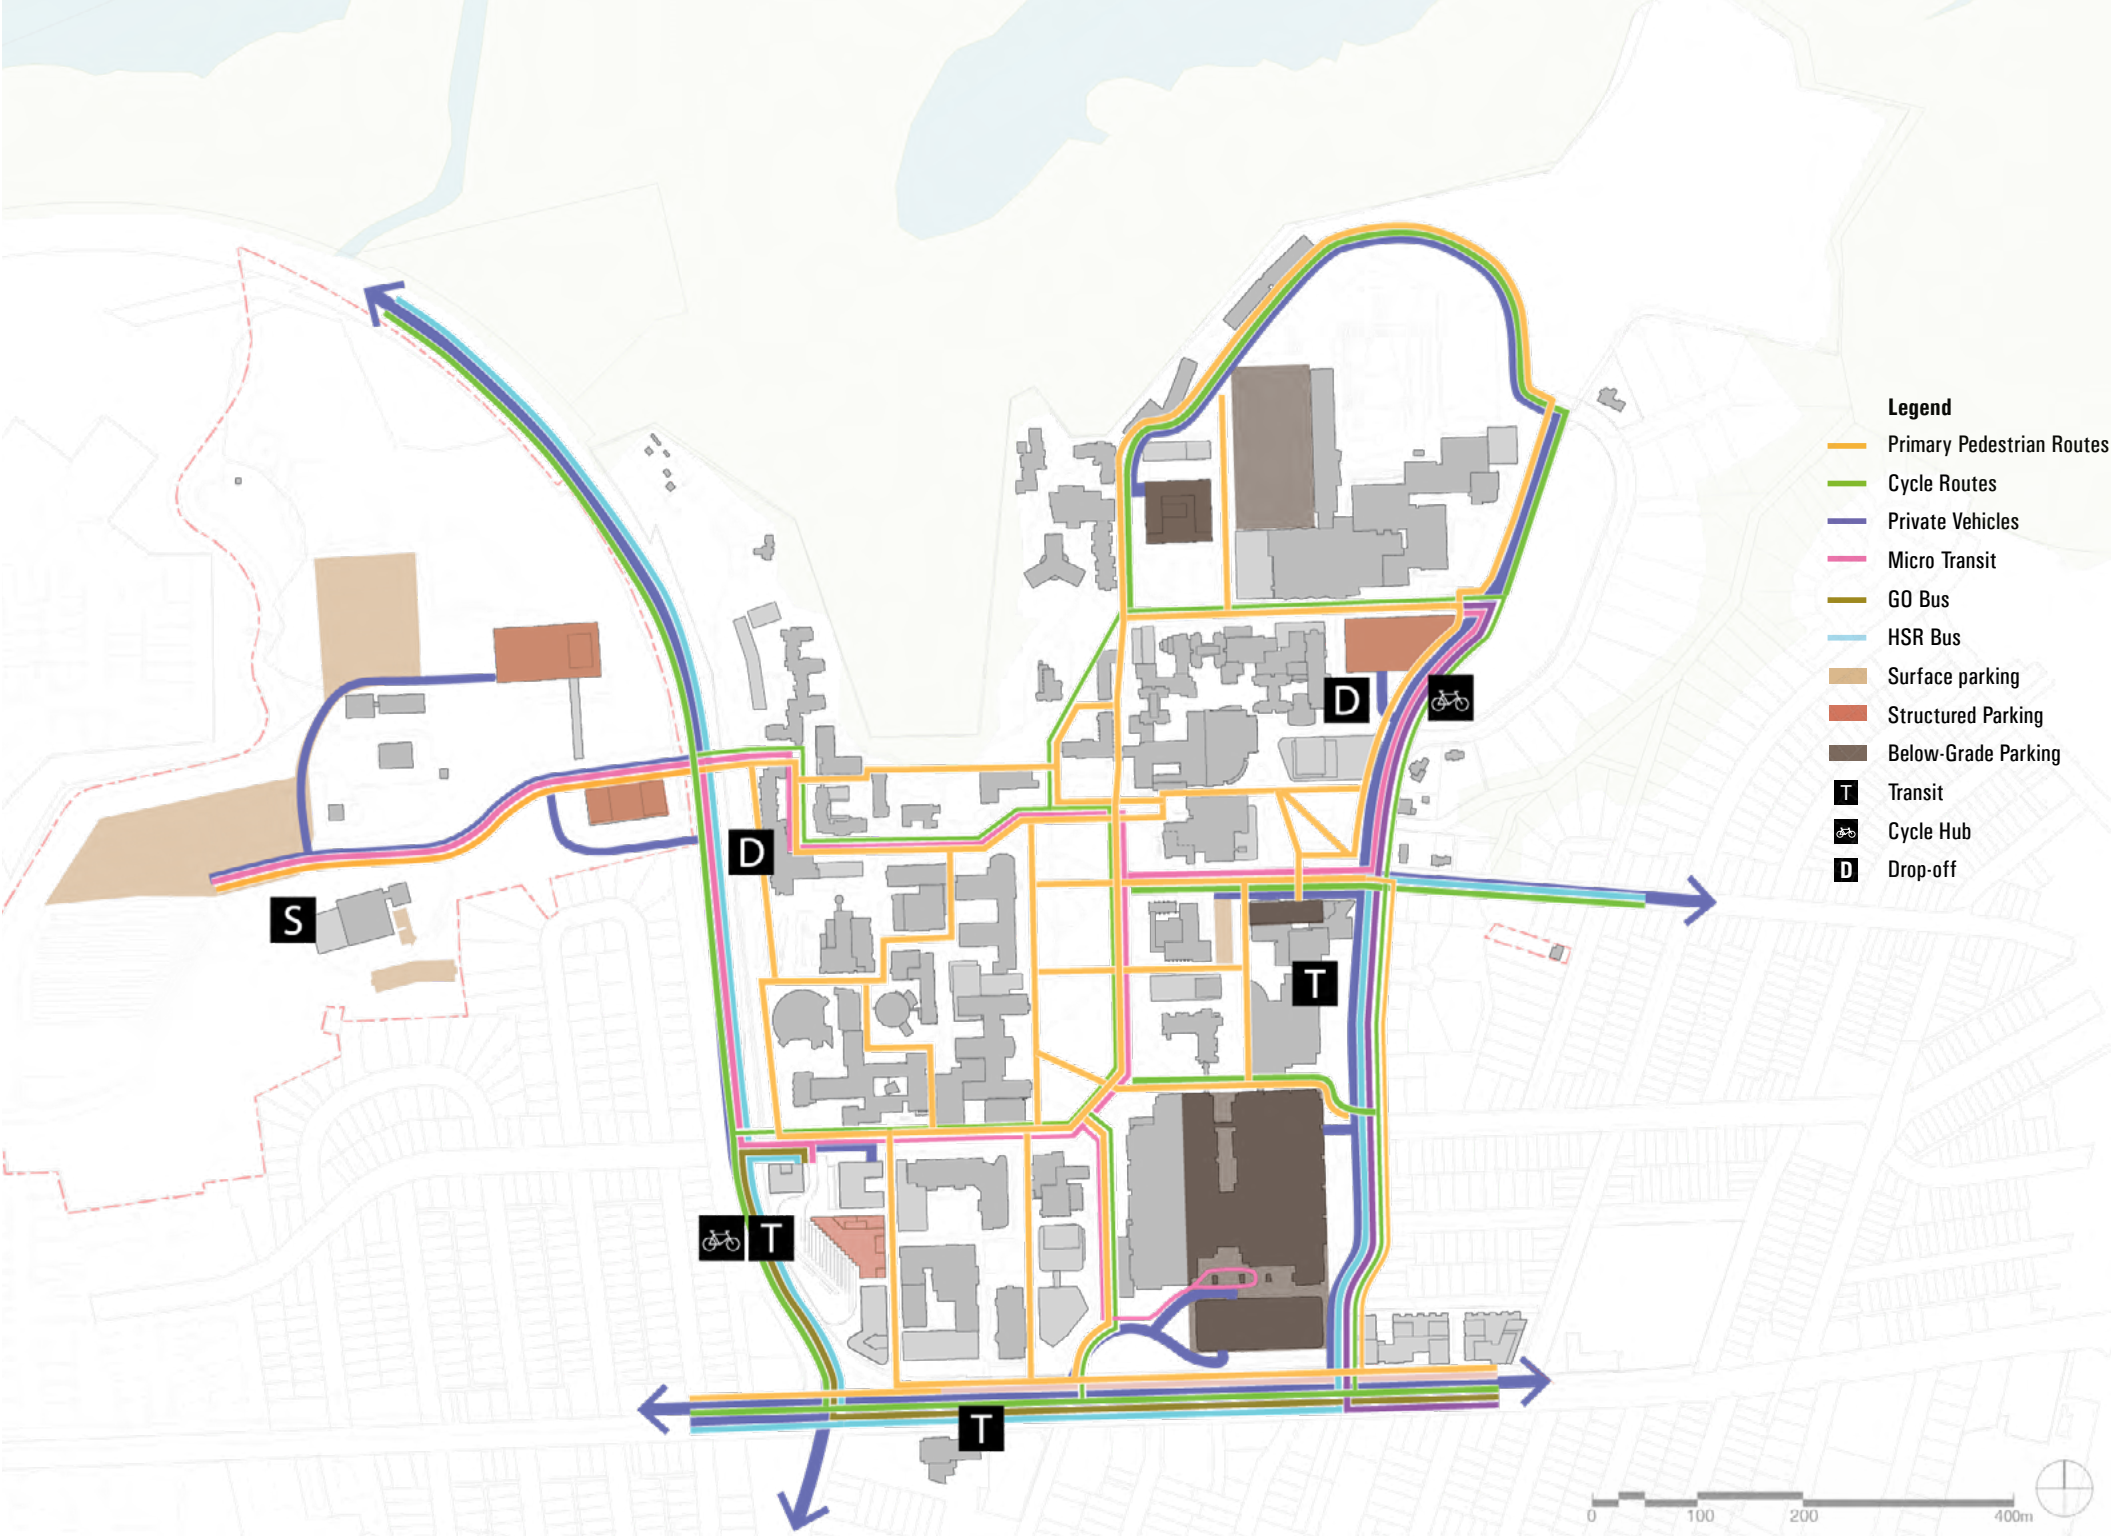 Legend
Primary Pedestrian Routes
Cycle Routes
Private Vehicles
Micro Transit
GO Bus
HSR Bus
Surface parking
Structured Parking
Below-Grade Parking
T Transit
Cycle Hub
D Drop-off
D
D
S
T
T
T
0 100 200 400m